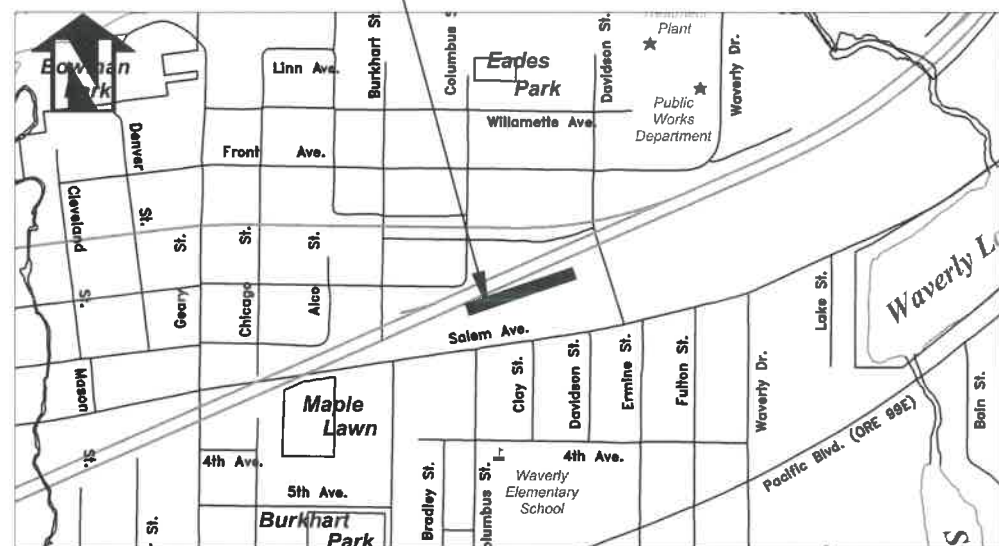 N
Bowman
Park
Linn Ave.
Burkhart St.
Columbus
Eades
Park
Davidson St.
Plant
Public
Works
Department
Waverly Dr.
Willamette Ave.
Front Ave.
Denver
St.
Cleveland
St.
Geary
St.
Chicago
St.
Alco
St.
Salem Ave.
Lake St.
Waverly
Mason
St.
Maple
Lawn
Clay St.
Davidson St.
Ermine St.
Fulton St.
Waverly Dr.
Pacific Blvd. (ORE 99E)
Bain St.
4th Ave.
4th Ave.
5th Ave.
Bradley St.
Columbus St.
Waverly
Elementary
School
Burkhart
Park
St.
S